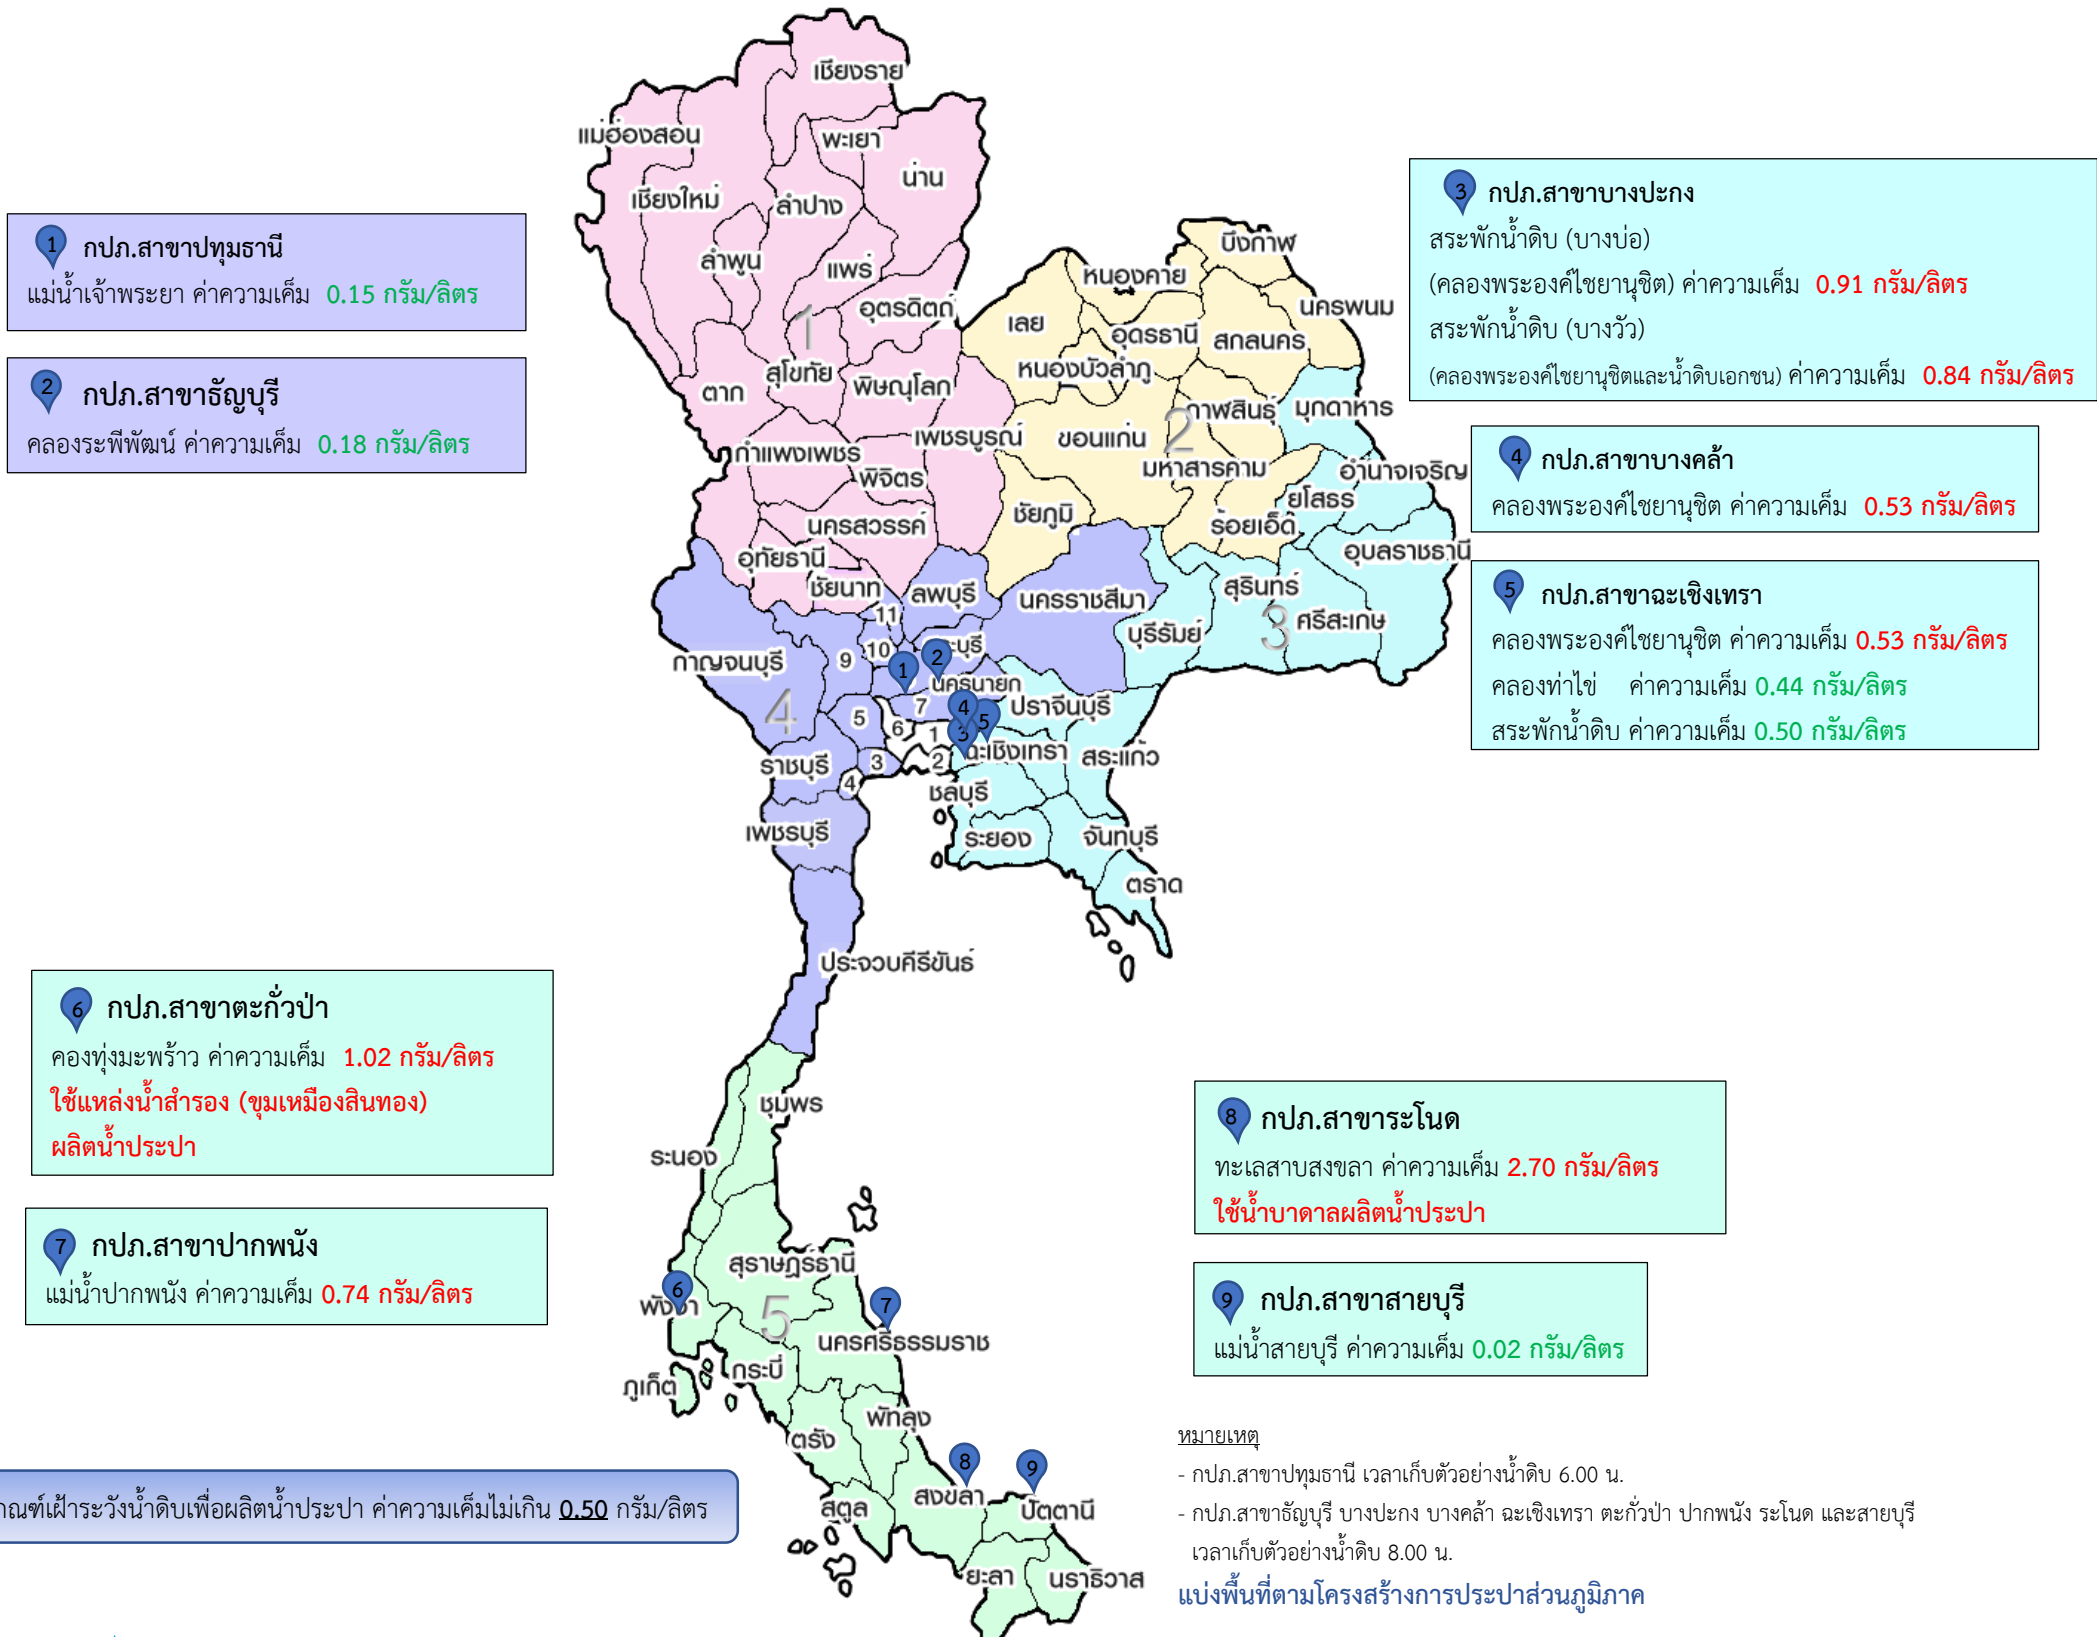 1 กปภ.สาขาปทุมธานี
แม่น้ำเจ้าพระยา ค่าความเค็ม 0.15 กรัม/ลิตร
2 กปภ.สาขาธัญบุรี
คลองระพีพัฒน์ ค่าความเค็ม 0.18 กรัม/ลิตร
3 กปภ.สาขาบางปะกง
สระพักน้ำดิบ (บางบ่อ)
(คลองพระองค์ไชยานุชิต) ค่าความเค็ม 0.91 กรัม/ลิตร
สระพักน้ำดิบ (บางวัว)
(คลองพระองค์ไชยานุชิตและน้ำดิบเอกชน) ค่าความเค็ม 0.84 กรัม/ลิตร
4 กปภ.สาขาบางคล้า
คลองพระองค์ไชยานุชิต ค่าความเค็ม 0.53 กรัม/ลิตร
5 กปภ.สาขาฉะเชิงเทรา
คลองพระองค์ไชยานุชิต ค่าความเค็ม 0.53 กรัม/ลิตร
คลองท่าไข่ ค่าความเค็ม 0.44 กรัม/ลิตร
สระพักน้ำดิบ ค่าความเค็ม 0.50 กรัม/ลิตร
เชียงราย
แม่ฮ่องสอน
พะเยา
น่าน
เชียงใหม่
ลำปาง
ลำพูน
แพร่
อุตรดิตถ์
1
สุโขทัย
ตาก
พิษณุโลก
เพชรบูรณ์
กำแพงเพชร
พิจิตร
นครสวรรค์
อุทัยธานี
ชัยนาท
บึงกาฬ
หนองคาย
นครพนม
เลย
อุดรธานี
สกลนคร
หนองบัวลำภู
กาฬสินธุ์
มุกดาหาร
2
ขอนแก่น
มหาสารคาม
อำนาจเจริญ
ยโสธร
ชัยภูมิ
ร้อยเอ็ด
อุบลราชธานี
ลพบุรี
นครราชสีมา
สุรินทร์
3
ศรีสะเกษ
บุรีรัมย์
11
10
9
1
2
ะบุรี
กาญจนบุรี
4
นครนายก
7
4
5
ปราจีนบุรี
5
6
1
3
ฉะเชิงเทรา
สระแก้ว
ราชบุรี
3
2
4
ชลบุรี
เพชรบุรี
ระยอง
จันทบุรี
ตราด
ประจวบคีรีขันธ์
6 กปภ.สาขาตะกั่วป่า
คองทุ่งมะพร้าว ค่าความเค็ม 1.02 กรัม/ลิตร
ใช้แหล่งน้ำสำรอง (ขุมเหมืองสินทอง)
ผลิตน้ำประปา
7 กปภ.สาขาปากพนัง
แม่น้ำปากพนัง ค่าความเค็ม 0.74 กรัม/ลิตร
ชุมพร
ระนอง
สุราษฎร์ธานี
6
พังงา
5
7
นครศรีธรรมราช
กระบี่
ภูเก็ต
พัทลุง
ตรัง
8
9
สงขลา
สตูล
ปัตตานี
ยะลา
นราธิวาส
8 กปภ.สาขาระโนด
ทะเลสาบสงขลา ค่าความเค็ม 2.70 กรัม/ลิตร
ใช้น้ำบาดาลผลิตน้ำประปา
9 กปภ.สาขาสายบุรี
แม่น้ำสายบุรี ค่าความเค็ม 0.02 กรัม/ลิตร
ณฑ์เฝ้าระวังน้ำดิบเพื่อผลิตน้ำประปา ค่าความเค็มไม่เกิน 0.50 กรัม/ลิตร
หมายเหตุ
- กปภ.สาขาปทุมธานี เวลาเก็บตัวอย่างน้ำดิบ 6.00 น.
- กปภ.สาขาธัญบุรี บางปะกง บางคล้า ฉะเชิงเทรา ตะกั่วป่า ปากพนัง ระโนด และสายบุรี
เวลาเก็บตัวอย่างน้ำดิบ 8.00 น.
แบ่งพื้นที่ตามโครงสร้างการประปาส่วนภูมิภาค